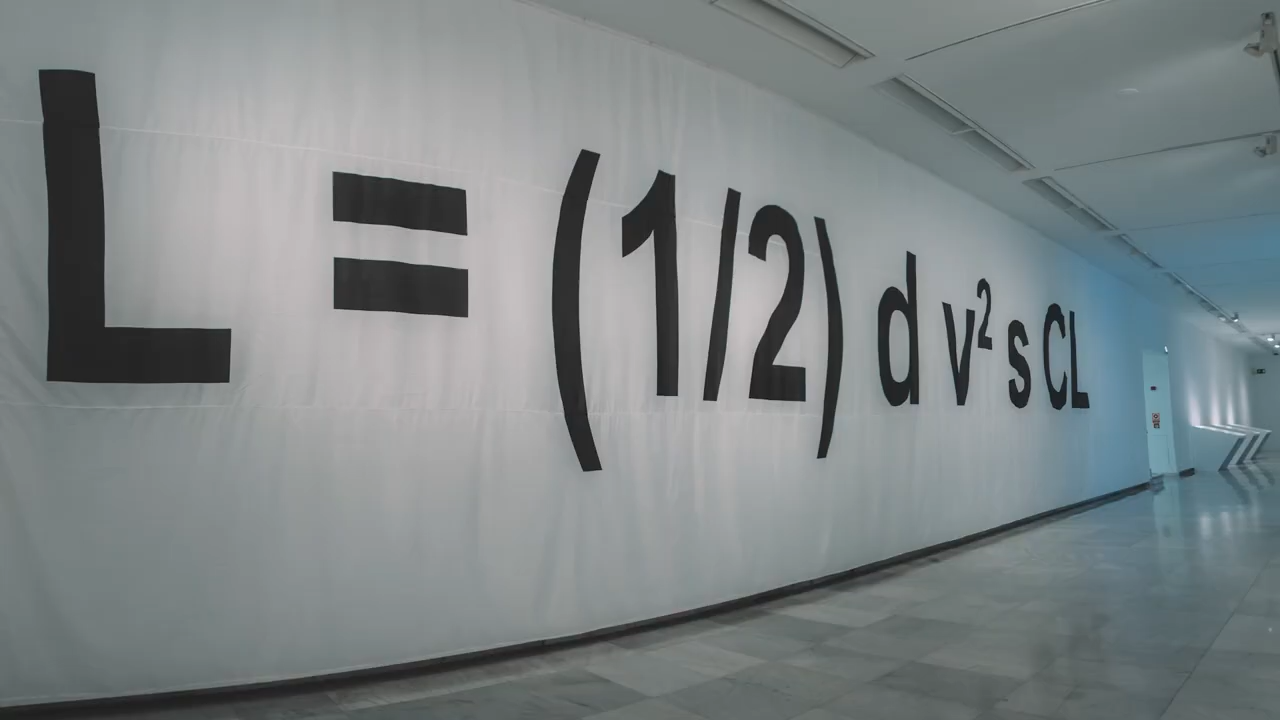 L = (1/2) d v² s CL